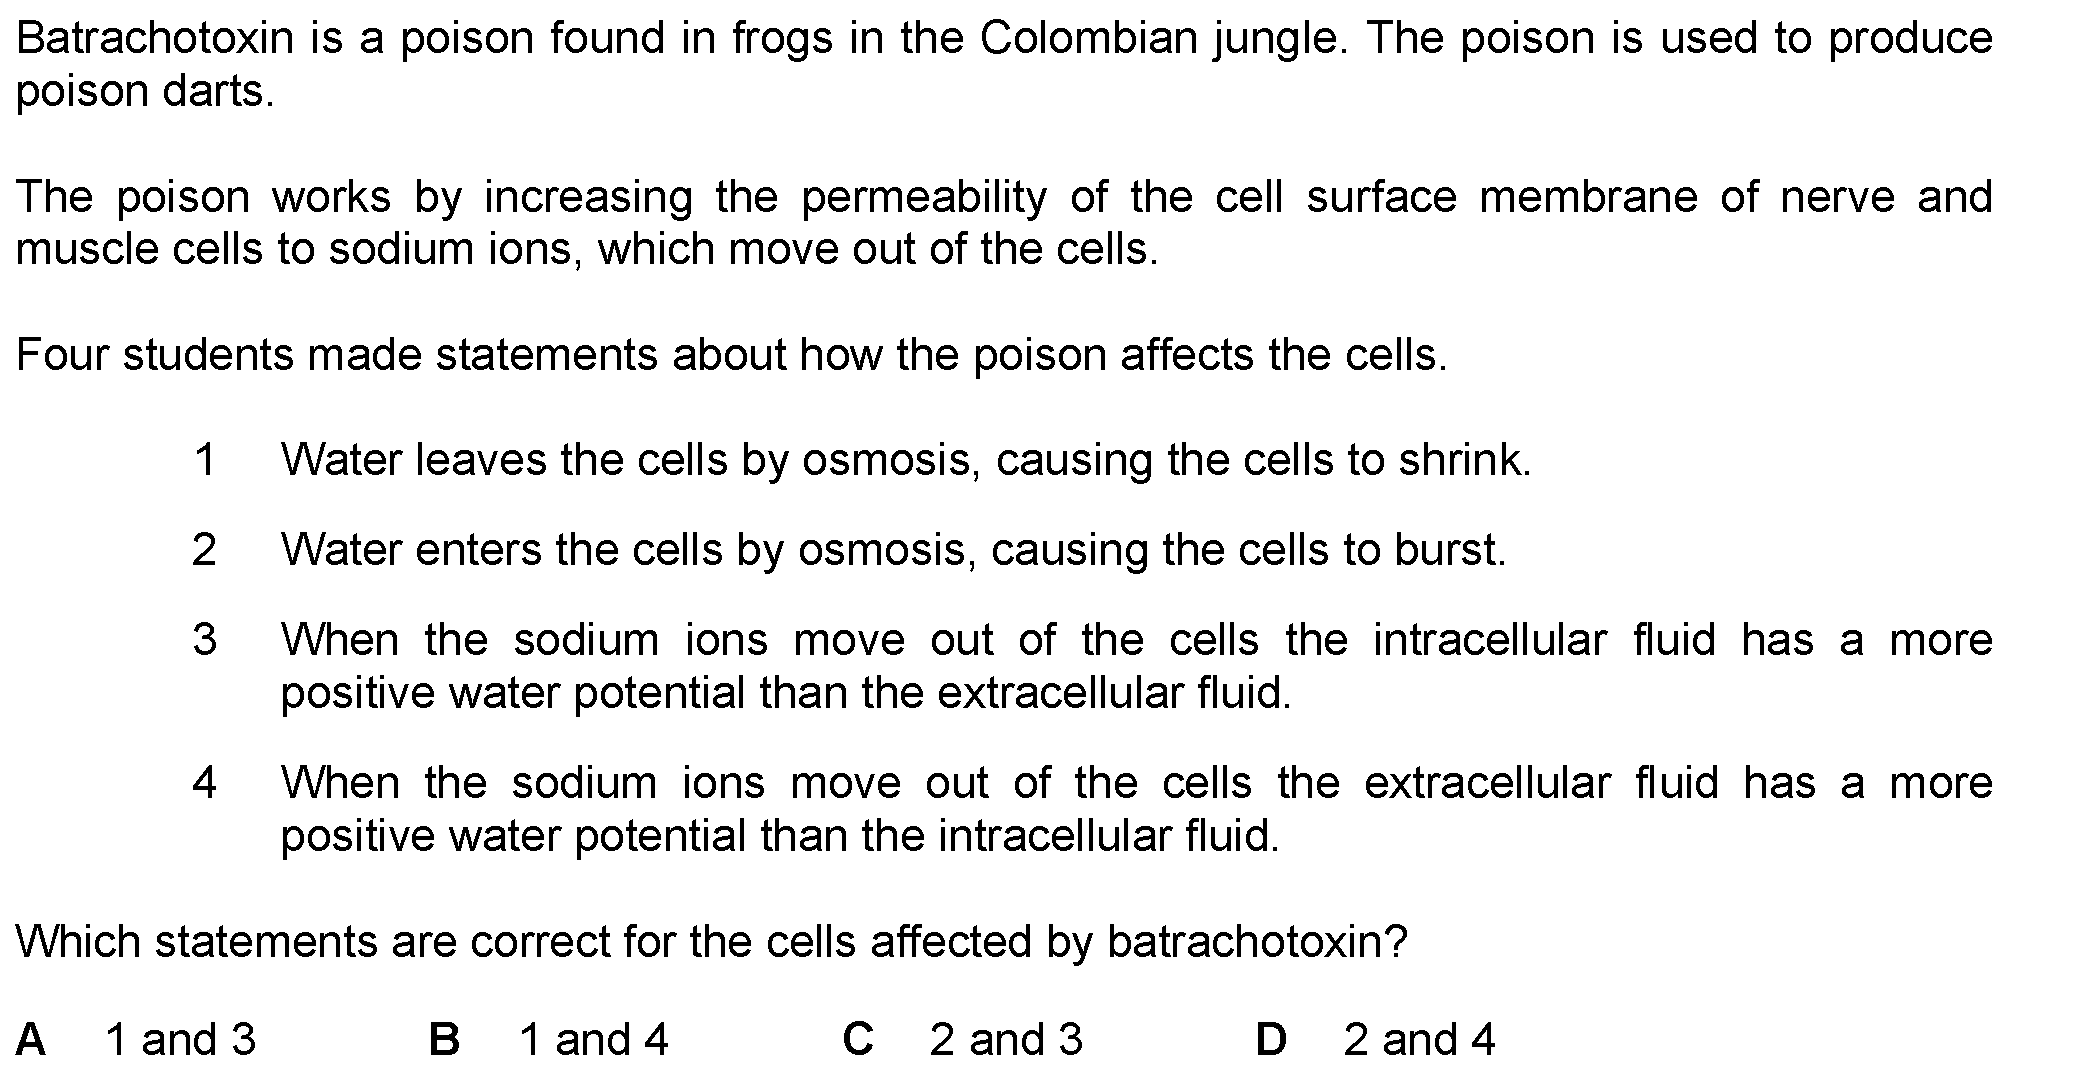 Batrachotoxin is a poison found in frogs in the Colombian jungle. The poison is used to produce
poison darts.
The poison works by increasing the permeability of the cell surface membrane of nerve and
muscle cells to sodium ions, which move out of the cells.
Four students made statements about how the poison affects the cells.
1 Water leaves the cells by osmosis, causing the cells to shrink.
2 Water enters the cells by osmosis, causing the cells to burst.
3 When the sodium ions move out of the cells the intracellular fluid has a more
positive water potential than the extracellular fluid.
4 When the sodium ions move out of the cells the extracellular fluid has a more
positive water potential than the intracellular fluid.
Which statements are correct for the cells affected by batrachotoxin?
A 1 and 3 B 1 and 4 C 2 and 3 D 2 and 4